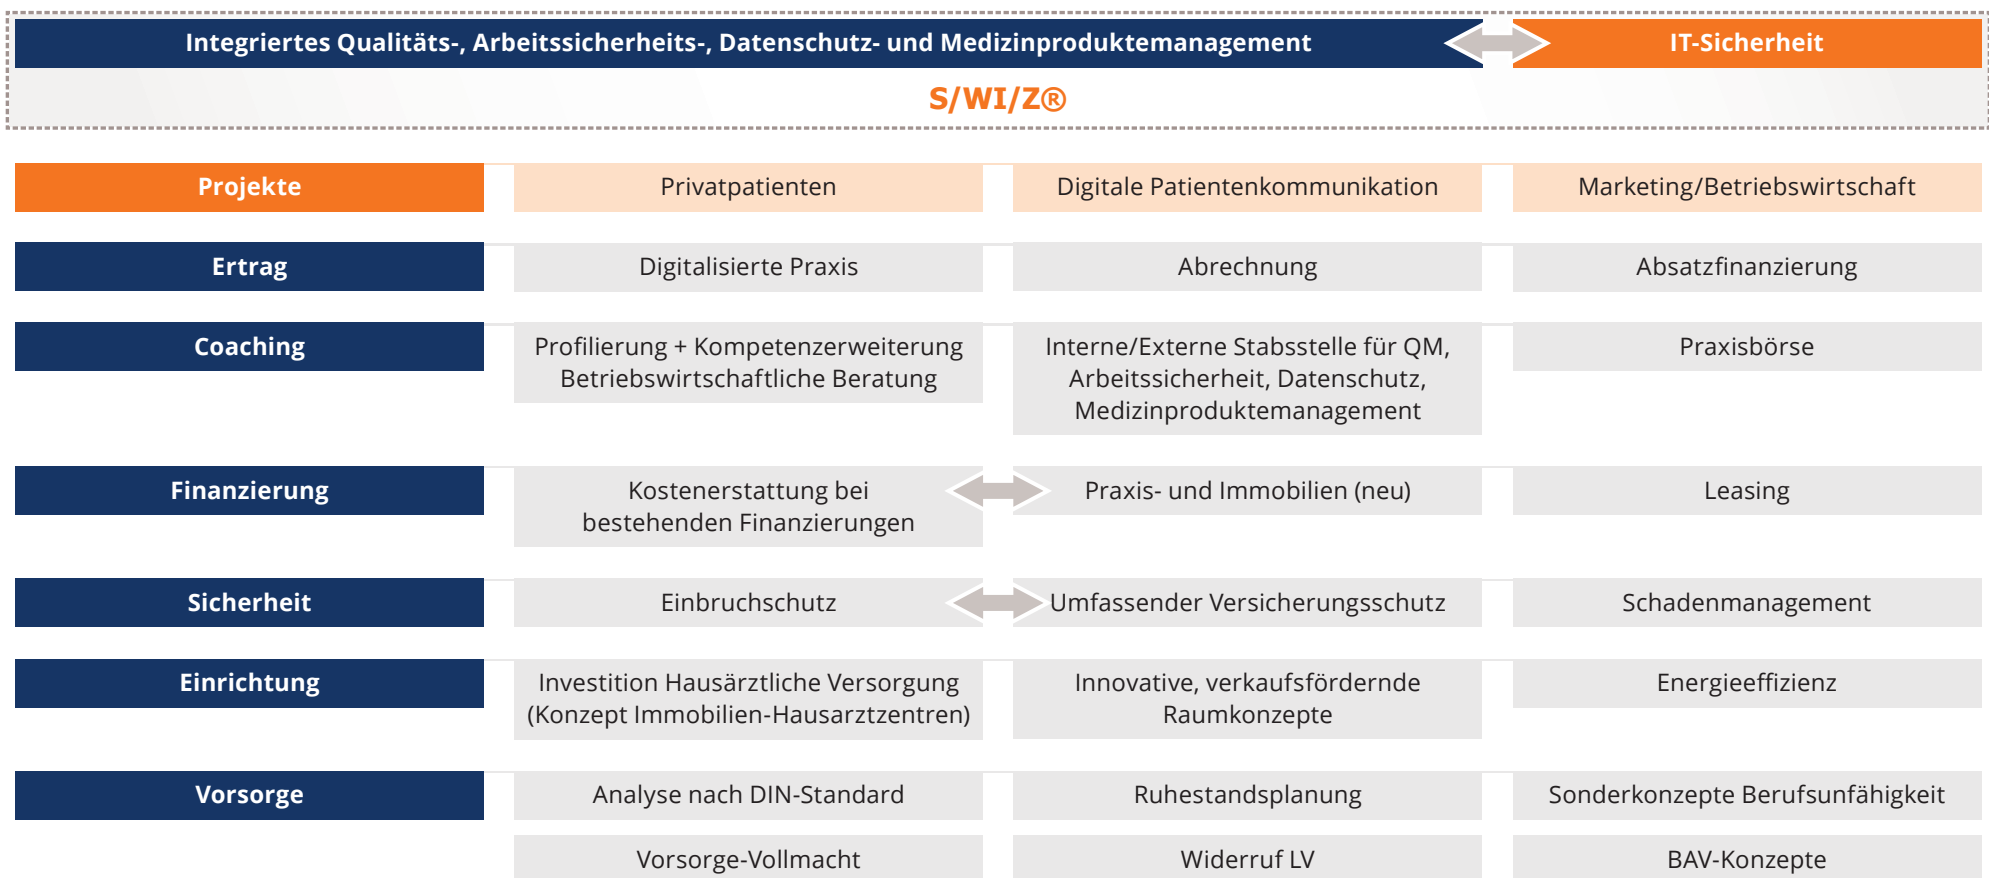 Integriertes Qualitäts-, Arbeitssicherheits-, Datenschutz- und Medizinproduktemanagement
IT-Sicherheit
S/WI/Z®
Projekte
Privatpatienten
Digitale Patientenkommunikation
Marketing/Betriebswirtschaft
Ertrag
Digitalisierte Praxis
Abrechnung
Absatzfinanzierung
Coaching
Profilierung + Kompetenzerweiterung
Betriebswirtschaftliche Beratung
Interne/Externe Stabsstelle für QM,
Arbeitssicherheit, Datenschutz,
Medizinproduktemanagement
Praxisbörse
Finanzierung
Kostenerstattung bei
bestehenden Finanzierungen
Praxis- und Immobilien (neu)
Leasing
Sicherheit
Einbruchschutz
Umfassender Versicherungsschutz
Schadenmanagement
Einrichtung
Investition Hausärztliche Versorgung
(Konzept Immobilien-Hausarztzentren)
Innovative, verkaufsfördernde
Raumkonzepte
Energieeffizienz
Vorsorge
Analyse nach DIN-Standard
Ruhestandsplanung
Sonderkonzepte Berufsunfähigkeit
Vorsorge-Vollmacht
Widerruf LV
BAV-Konzepte